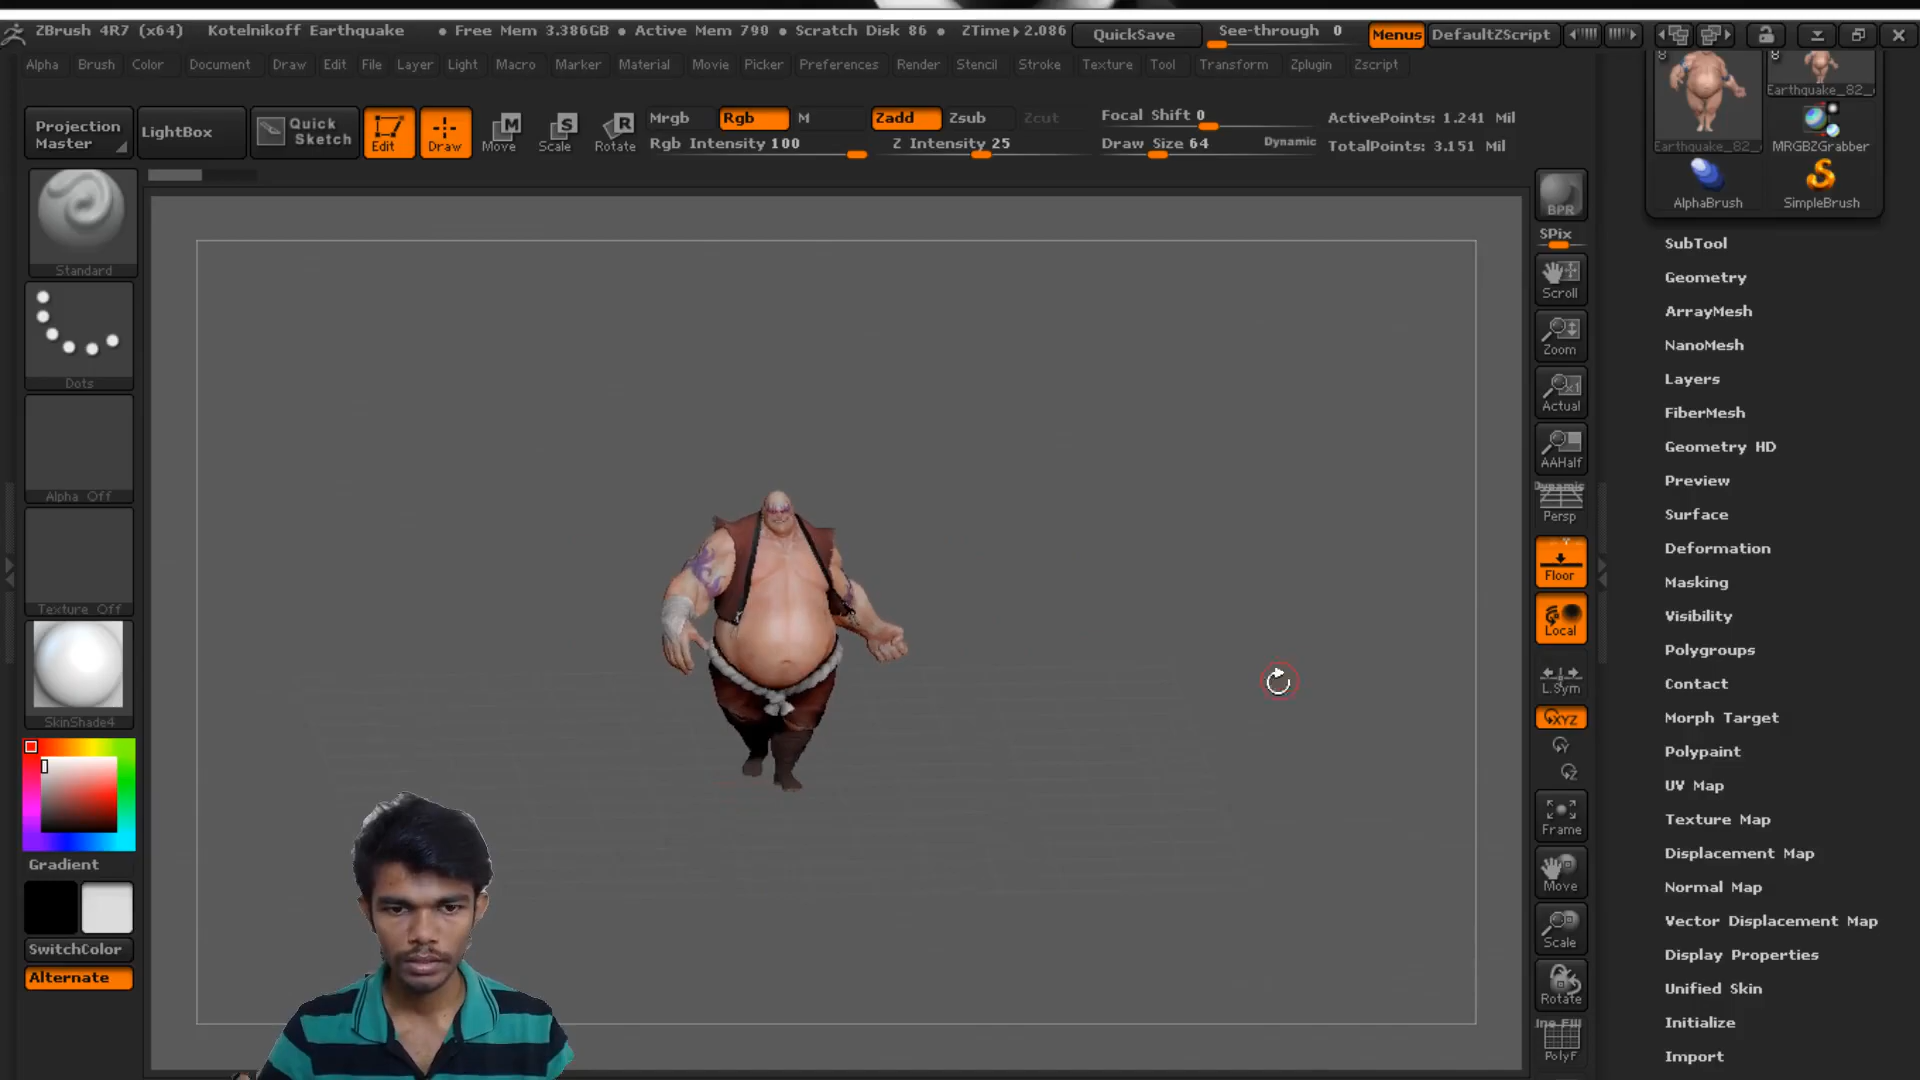 ZBrush 4R7 (x64) Kotelnikoff Earthquake • Free Mem 3.386GB • Active Mem 790 • Scratch Disk 86 • ZTime 2.086 QuickSave See-through 0 Menus DefaultZScript
Alpha Brush Color Document Draw Edit File Layer Light Macro Marker Material Movie Picker Preferences Render Stencil Stroke Texture Tool Transform Zplugin Zscript
Projection Master
LightBox
Quick Sketch
Edit
Draw
Move
Scale
Rotate
Mrgb Rgb M
Rgb Intensity 100
Zadd Zsub Zcut
Z Intensity 25
Focal Shift 0
Draw Size 64 Dynamic
ActivePoints: 1.241 Mil
TotalPoints: 3.151 Mil
Standard
Dots
Alpha Off
Texture Off
SkinShade4
Gradient
SwitchColor
Alternate
BPR
SPix
Scroll
Zoom
Actual
AAHalf
Dynamic
Persp
Floor
Local
L.Sym
XYZ
Y
Z
Frame
Move
Scale
Rotate
PolyF
8
8
Earthquake_82_
Earthquake_82_
MRGBZGrabber
AlphaBrush
SimpleBrush
SubTool
Geometry
ArrayMesh
NanoMesh
Layers
FiberMesh
Geometry HD
Preview
Surface
Deformation
Masking
Visibility
Polygroups
Contact
Morph Target
Polypaint
UV Map
Texture Map
Displacement Map
Normal Map
Vector Displacement Map
Display Properties
Unified Skin
Initialize
Import